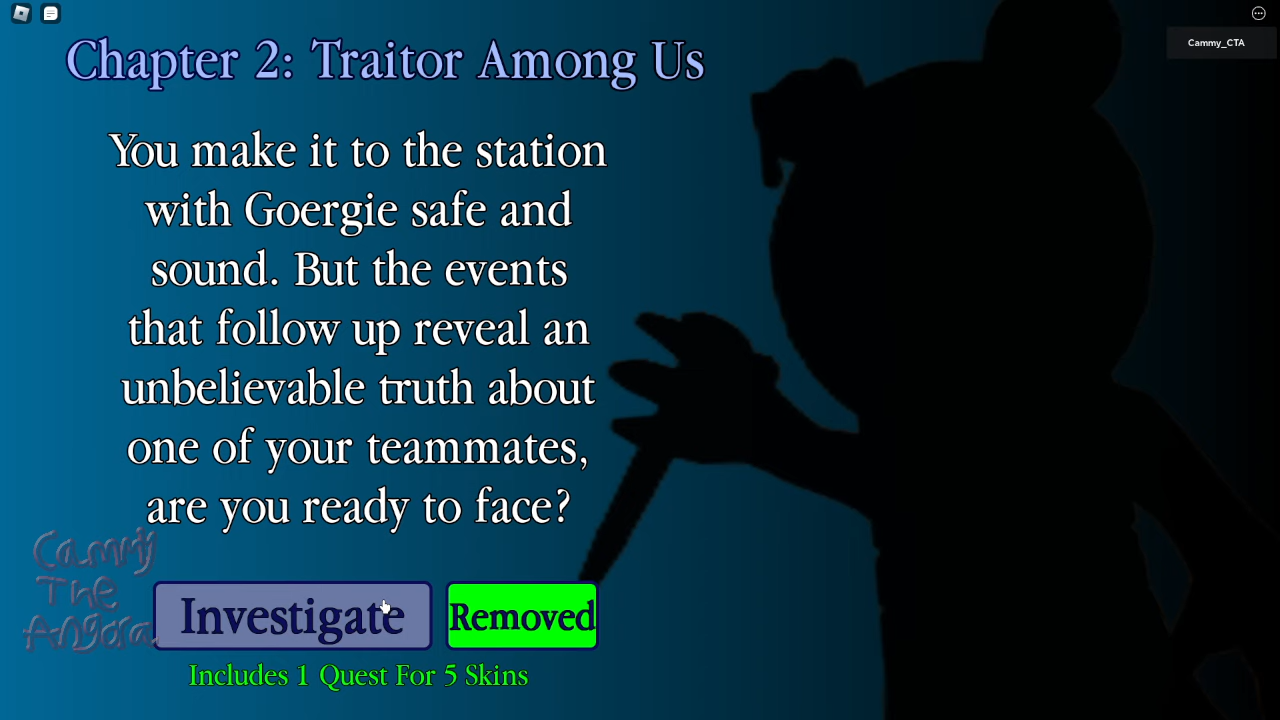 Cammy_CTA
Chapter 2: Traitor Among Us
You make it to the station
with Goergie safe and
sound. But the events
that follow up reveal an
unbelievable truth about
one of your teammates,
are you ready to face?
Cammy
The
Angora
Investigate
Removed
Includes 1 Quest For 5 Skins